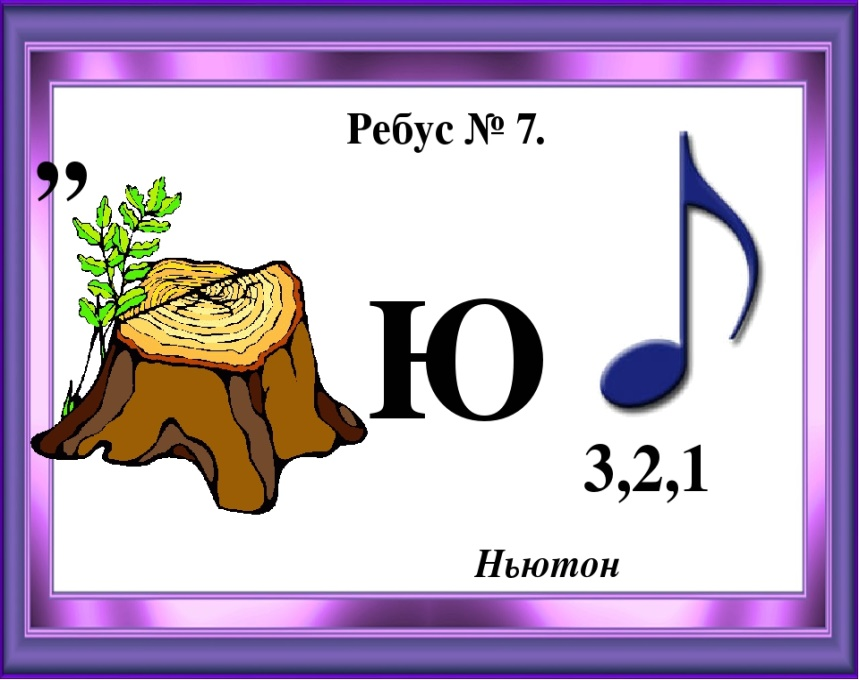 Ребус № 7.
”
Ю
3,2,1
Ньютон